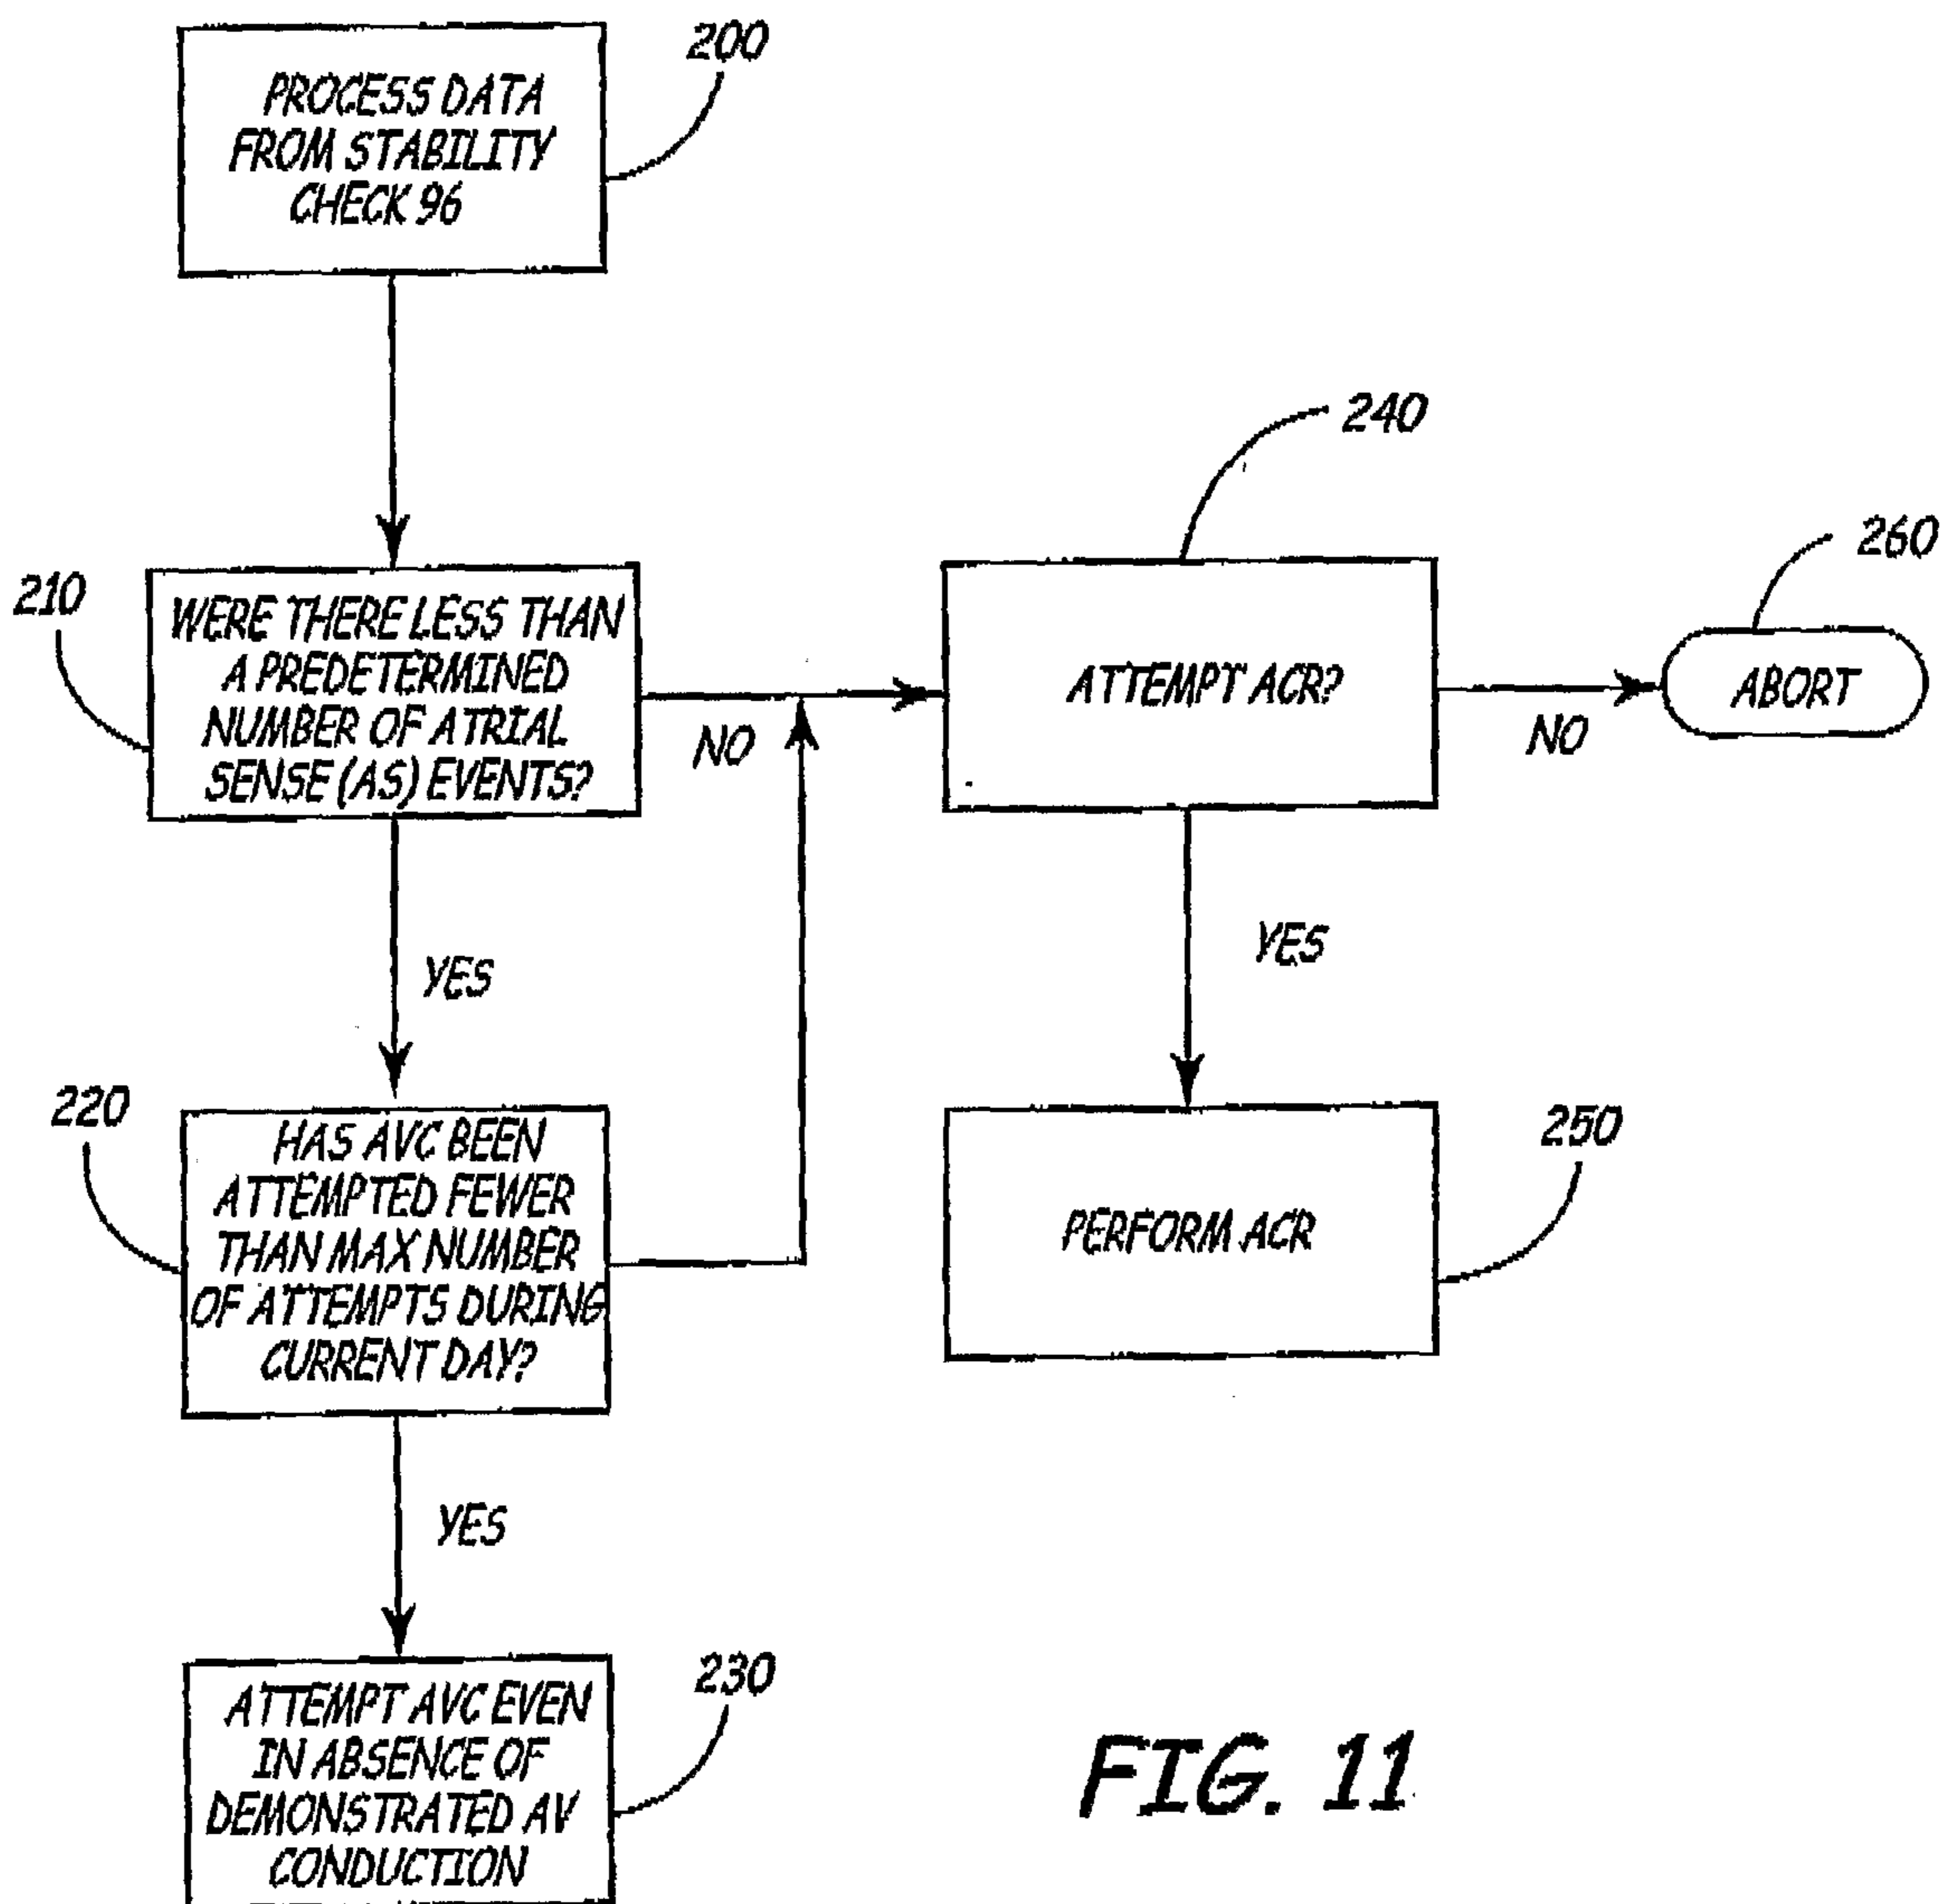 200
PROCESS DATA
FROM STABILITY
CHECK 96
240
260
210
WERE THERE LESS THAN
A PREDETERMINED
NUMBER OF ATRIAL
SENSE (AS) EVENTS?
NO
ATTEMPT ACR?
NO
ABORT
YES
YES
220
HAS AVC BEEN
ATTEMPTED FEWER
THAN MAX NUMBER
OF ATTEMPTS DURING
CURRENT DAY?
250
PERFORM ACR
YES
230
ATTEMPT AVC EVEN
IN ABSENCE OF
DEMONSTRATED AV
CONDUCTION
FIG. 11